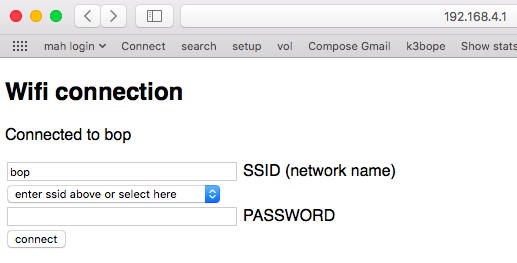 192.168.4.1
mah login Connect search setup vol Compose Gmail k3bope Show stats
Wifi connection
Connected to bop
bop SSID (network name)
enter ssid above or select here
PASSWORD
connect